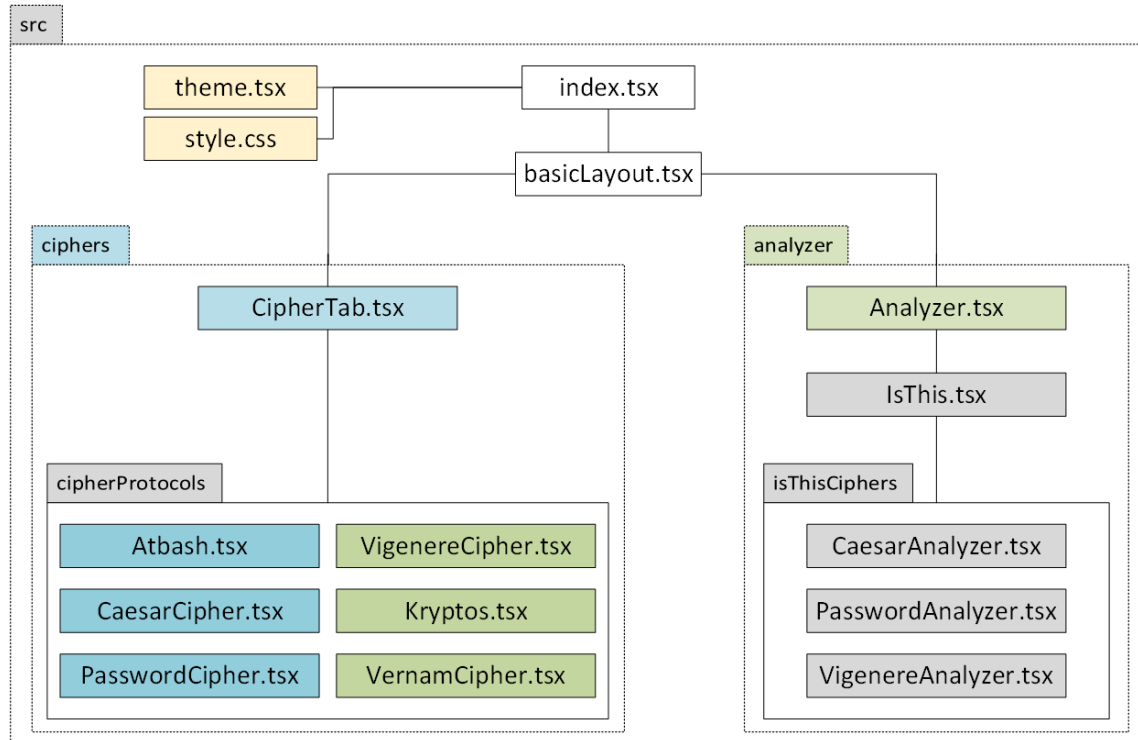 src
theme.tsx
index.tsx
style.css
basicLayout.tsx
ciphers
analyzer
CipherTab.tsx
Analyzer.tsx
IsThis.tsx
cipherProtocols
isThisCiphers
Atbash.tsx
VigenereCipher.tsx
CaesarAnalyzer.tsx
CaesarCipher.tsx
Kryptos.tsx
PasswordAnalyzer.tsx
PasswordCipher.tsx
VernamCipher.tsx
VigenereAnalyzer.tsx